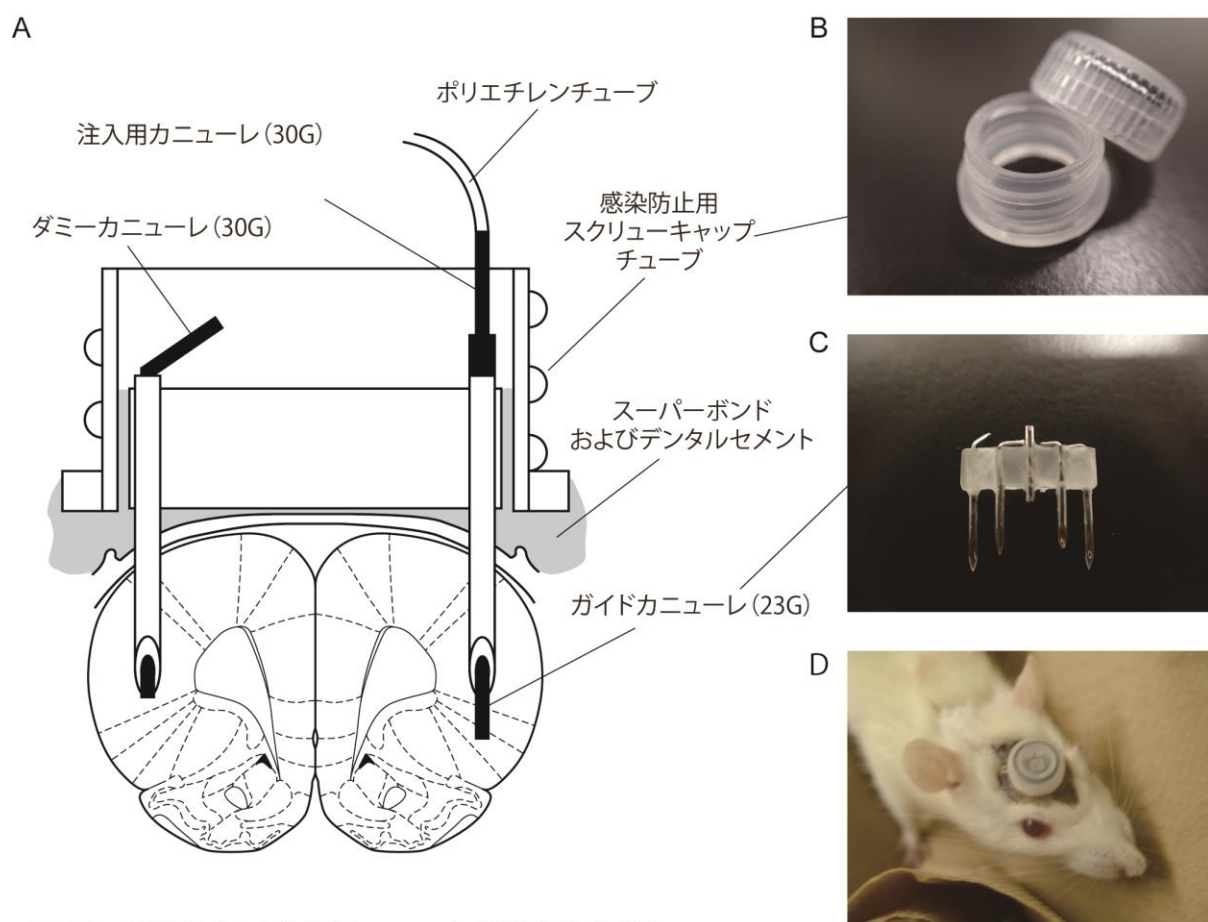 A
ポリエチレンチューブ
注入用カニューレ(30G)
ダミーカニューレ(30G)
感染防止用
スクリューキャップ
チューブ
スーパーボンド
およびデンタルセメント
ガイドカニューレ(23G)
B
C
D